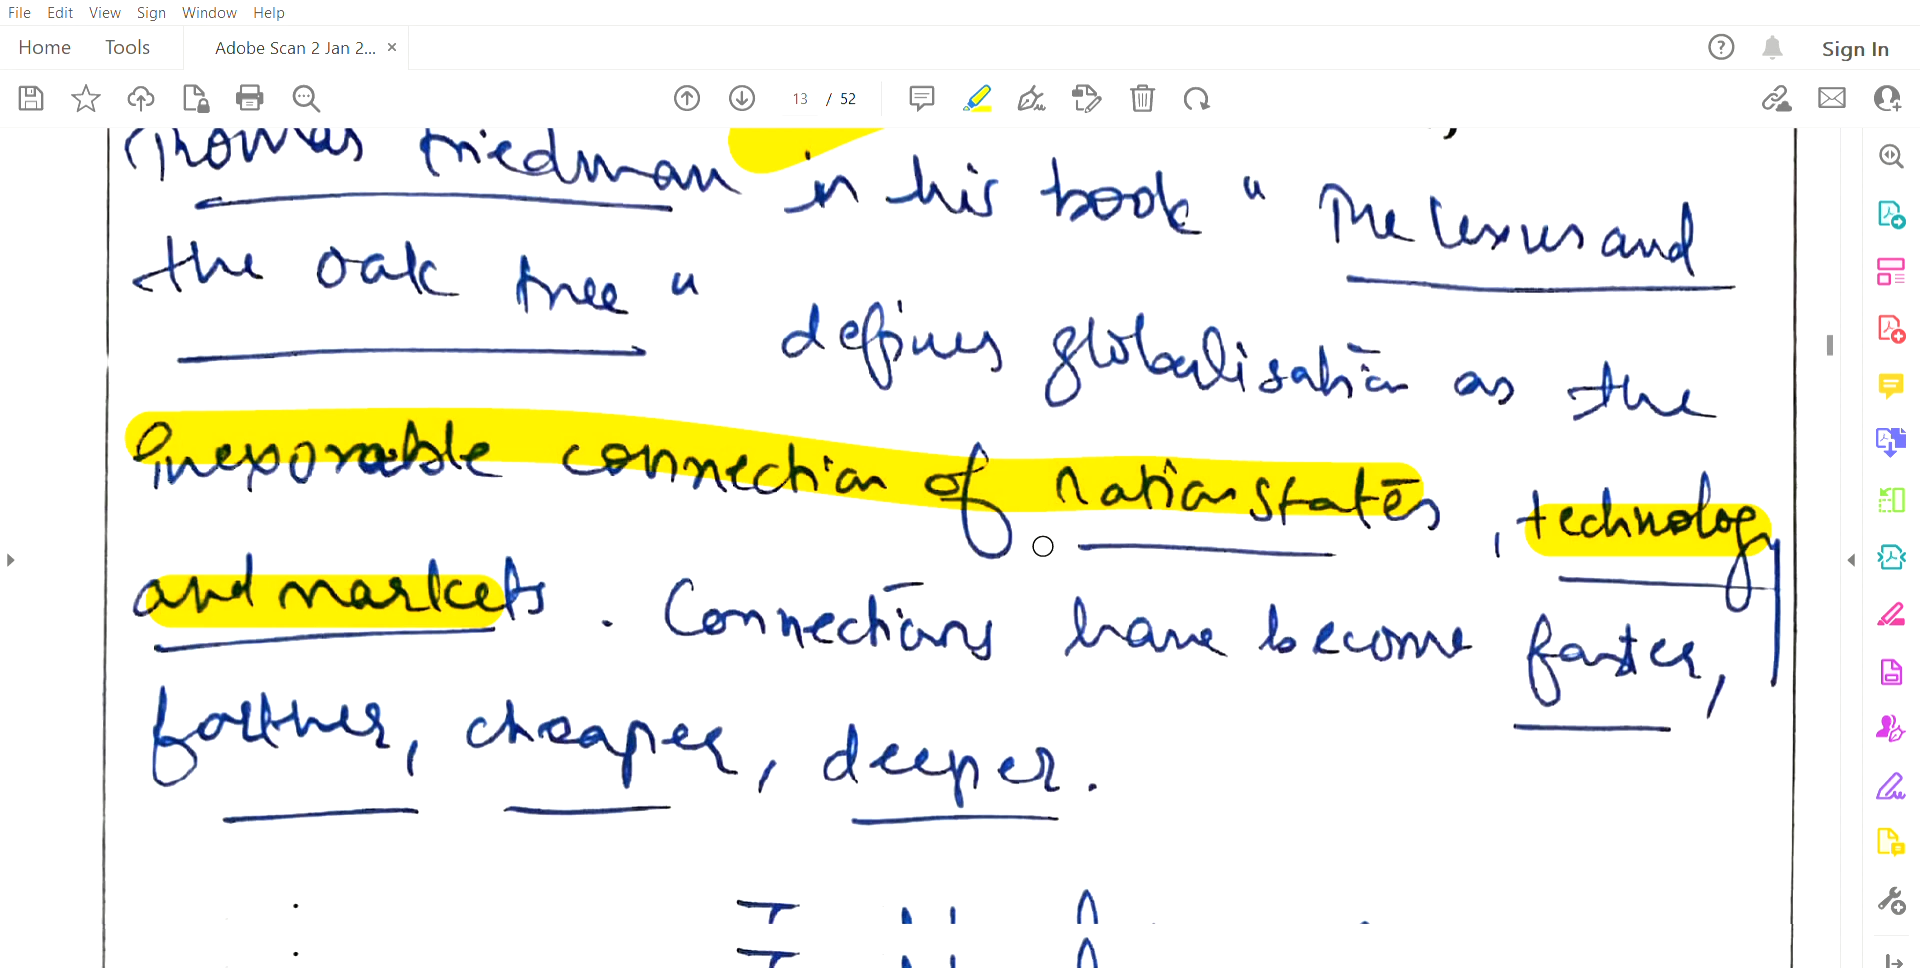 File Edit View Sign Window Help
Home Tools Adobe Scan 2 Jan 2... × Sign In
13 / 52
Thomas Friedman in his book " The Lexus and
the oak tree " defines globalisation as the
Inexorable connection of nation states, technology
and markets. Connections have become faster,
farther, cheaper, deeper.